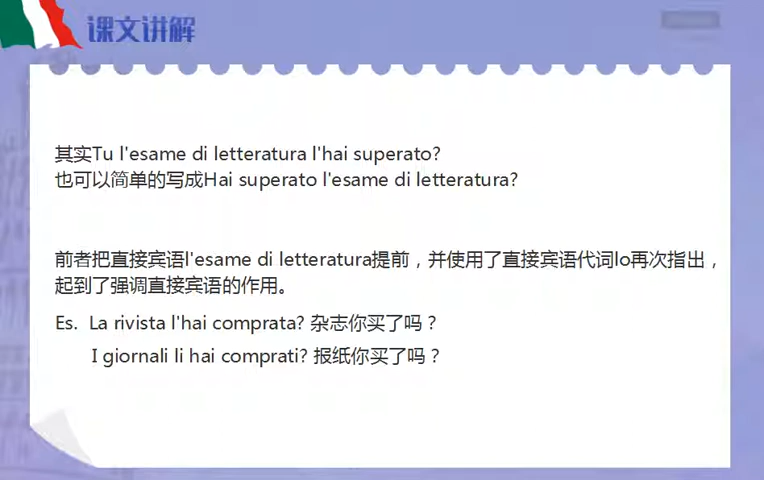 课文讲解
其实Tu l'esame di letteratura l'hai superato?
也可以简单的写成Hai superato l'esame di letteratura?
前者把直接宾语l'esame di letteratura提前，并使用了直接宾语代词lo再次指出，
起到了强调直接宾语的作用。
Es. La rivista l'hai comprata? 杂志你买了吗？
I giornali li hai comprati? 报纸你买了吗？